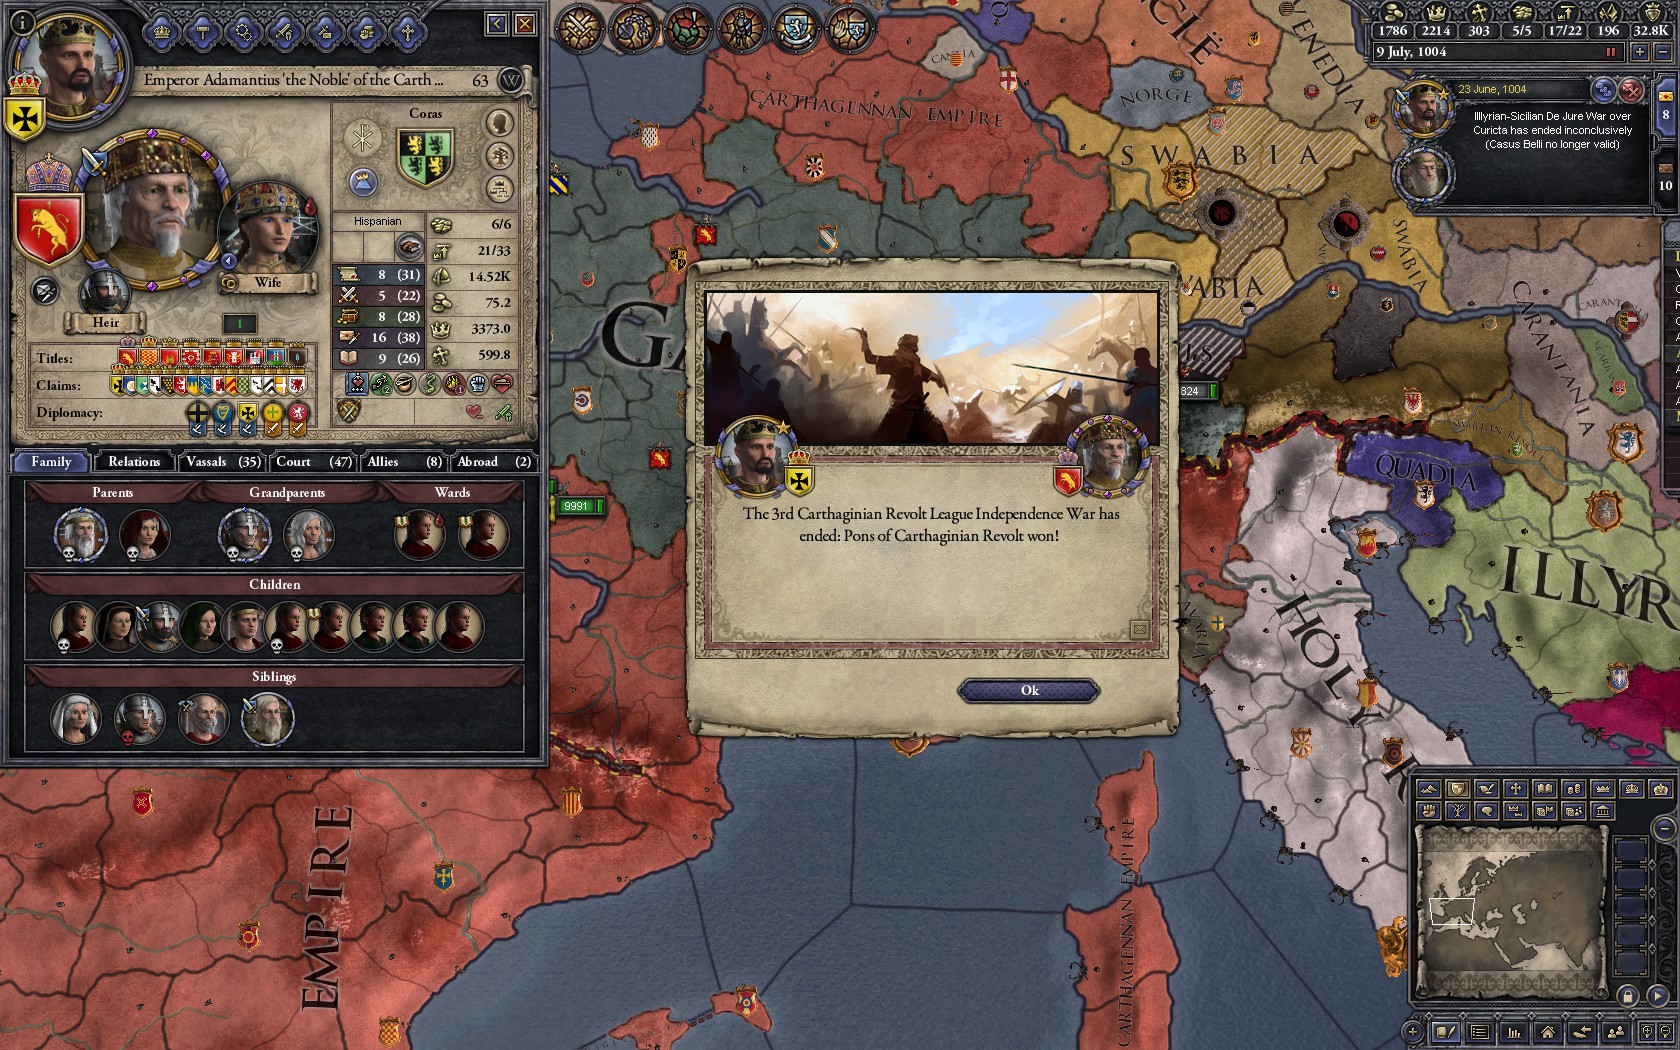 Emperor Adamantius 'the Noble' of the Carth ...
63
Coras
Wife
Heir
1
Hispanian
8 (31)
5 (22)
8 (28)
16 (38)
9 (26)
6/6
21/33
14.52K
75.2
3373.0
599.8
Titles:
Claims:
Diplomacy:
Family
Relations
Vassals (35)
Court (47)
Allies (8)
Abroad (2)
Parents
Grandparents
Wards
Children
Siblings
The 3rd Carthaginian Revolt League Independence War has
ended: Pons of Carthaginian Revolt won!
Ok
1786
2214
303
5/5
17/22
196
32.8K
9 July, 1004
23 June, 1004
Illyrian-Sicilian De Jure War over
Curicta has ended inconclusively
(Casus Belli no longer valid)
8
10
CARTHAGENNAN EMPIRE
NORGE
SWABIA
VENEDIA
SWABIA
CARANTANIA
QUADIA
ILLYR
HOLY
EMPIRE
CARTHAGENNAN EMPIRE
824
9991